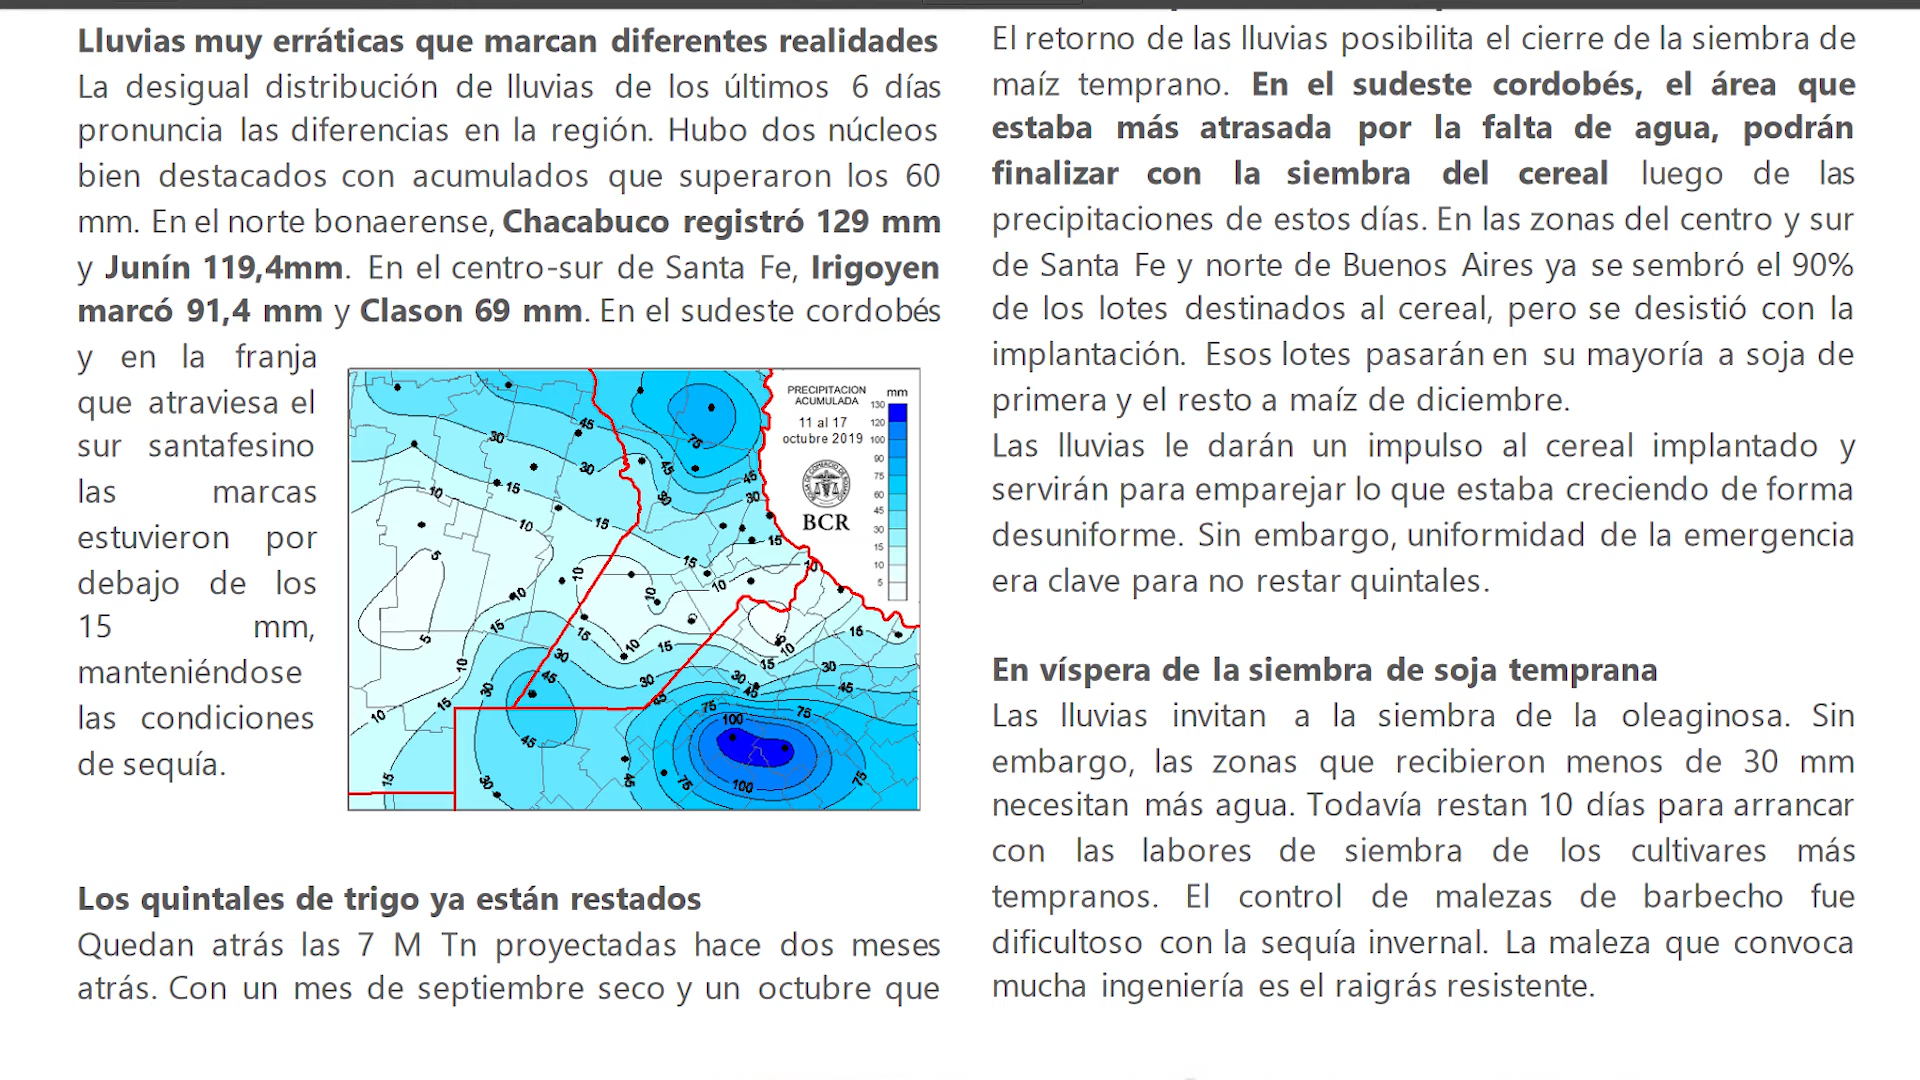 Lluvias muy erráticas que marcan diferentes realidades
La desigual distribución de lluvias de los últimos 6 días
pronuncia las diferencias en la región. Hubo dos núcleos
bien destacados con acumulados que superaron los 60
mm. En el norte bonaerense, Chacabuco registró 129 mm
y Junín 119,4mm. En el centro-sur de Santa Fe, Irigoyen
marcó 91,4 mm y Clason 69 mm. En el sudeste cordobés
y en la franja
que atraviesa el
sur santafesino
las marcas
estuvieron por
debajo de los
15 mm,
manteniéndose
las condiciones
de sequía.
PRECIPITACION
ACUMULADA
11 al 17
octubre 2019
BCR
mm
130
120
100
90
75
60
45
30
15
10
5
Los quintales de trigo ya están restados
Quedan atrás las 7 M Tn proyectadas hace dos meses
atrás. Con un mes de septiembre seco y un octubre que
El retorno de las lluvias posibilita el cierre de la siembra de
maíz temprano. En el sudeste cordobés, el área que
estaba más atrasada por la falta de agua, podrán
finalizar con la siembra del cereal luego de las
precipitaciones de estos días. En las zonas del centro y sur
de Santa Fe y norte de Buenos Aires ya se sembró el 90%
de los lotes destinados al cereal, pero se desistió con la
implantación. Esos lotes pasarán en su mayoría a soja de
primera y el resto a maíz de diciembre.
Las lluvias le darán un impulso al cereal implantado y
servirán para emparejar lo que estaba creciendo de forma
desuniforme. Sin embargo, uniformidad de la emergencia
era clave para no restar quintales.
En víspera de la siembra de soja temprana
Las lluvias invitan a la siembra de la oleaginosa. Sin
embargo, las zonas que recibieron menos de 30 mm
necesitan más agua. Todavía restan 10 días para arrancar
con las labores de siembra de los cultivares más
tempranos. El control de malezas de barbecho fue
dificultoso con la sequía invernal. La maleza que convoca
mucha ingeniería es el raigrás resistente.